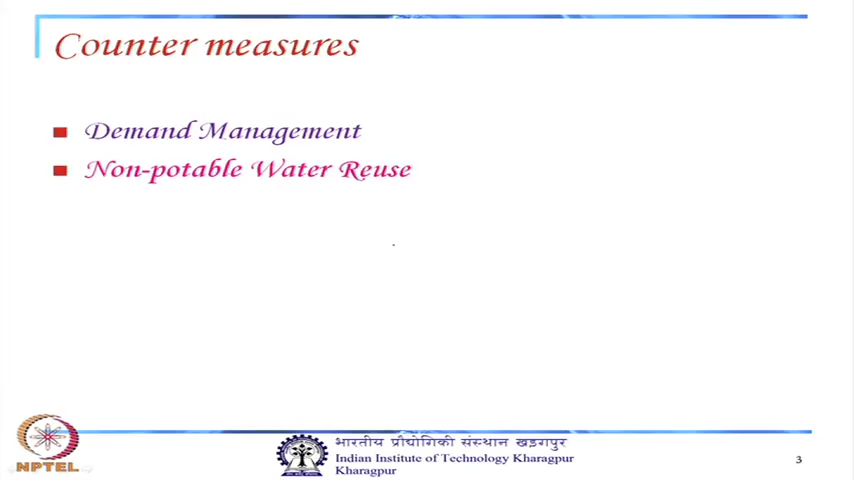 Counter measures
Demand Management
Non-potable Water Reuse
NPTEL
भारतीय प्रौद्योगिकी संस्थान खड़गपुर
Indian Institute of Technology Kharagpur
Kharagpur
3